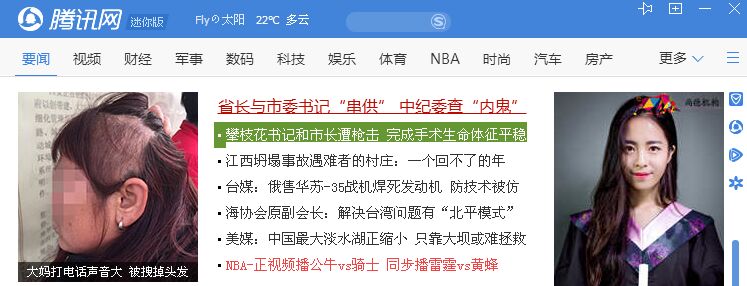 腾讯网 迷你版 Flyの太阳 22℃ 多云
要闻 视频 财经 军事 数码 科技 娱乐 体育 NBA 时尚 汽车 房产 更多
省长与市委书记“串供” 中纪委查“内鬼”
攀枝花书记和市长遭枪击 完成手术生命体征平稳
江西坍塌事故遇难者的村庄：一个回不了的年
台媒：俄售华苏-35战机焊死发动机 防技术被仿
海协会原副会长：解决台湾问题有“北平模式”
美媒：中国最大淡水湖正缩小 只靠大坝或难拯救
NBA-正视频播公牛vs骑士 同步播雷霆vs黄蜂
大妈打电话声音大 被拽掉头发
尚德机构